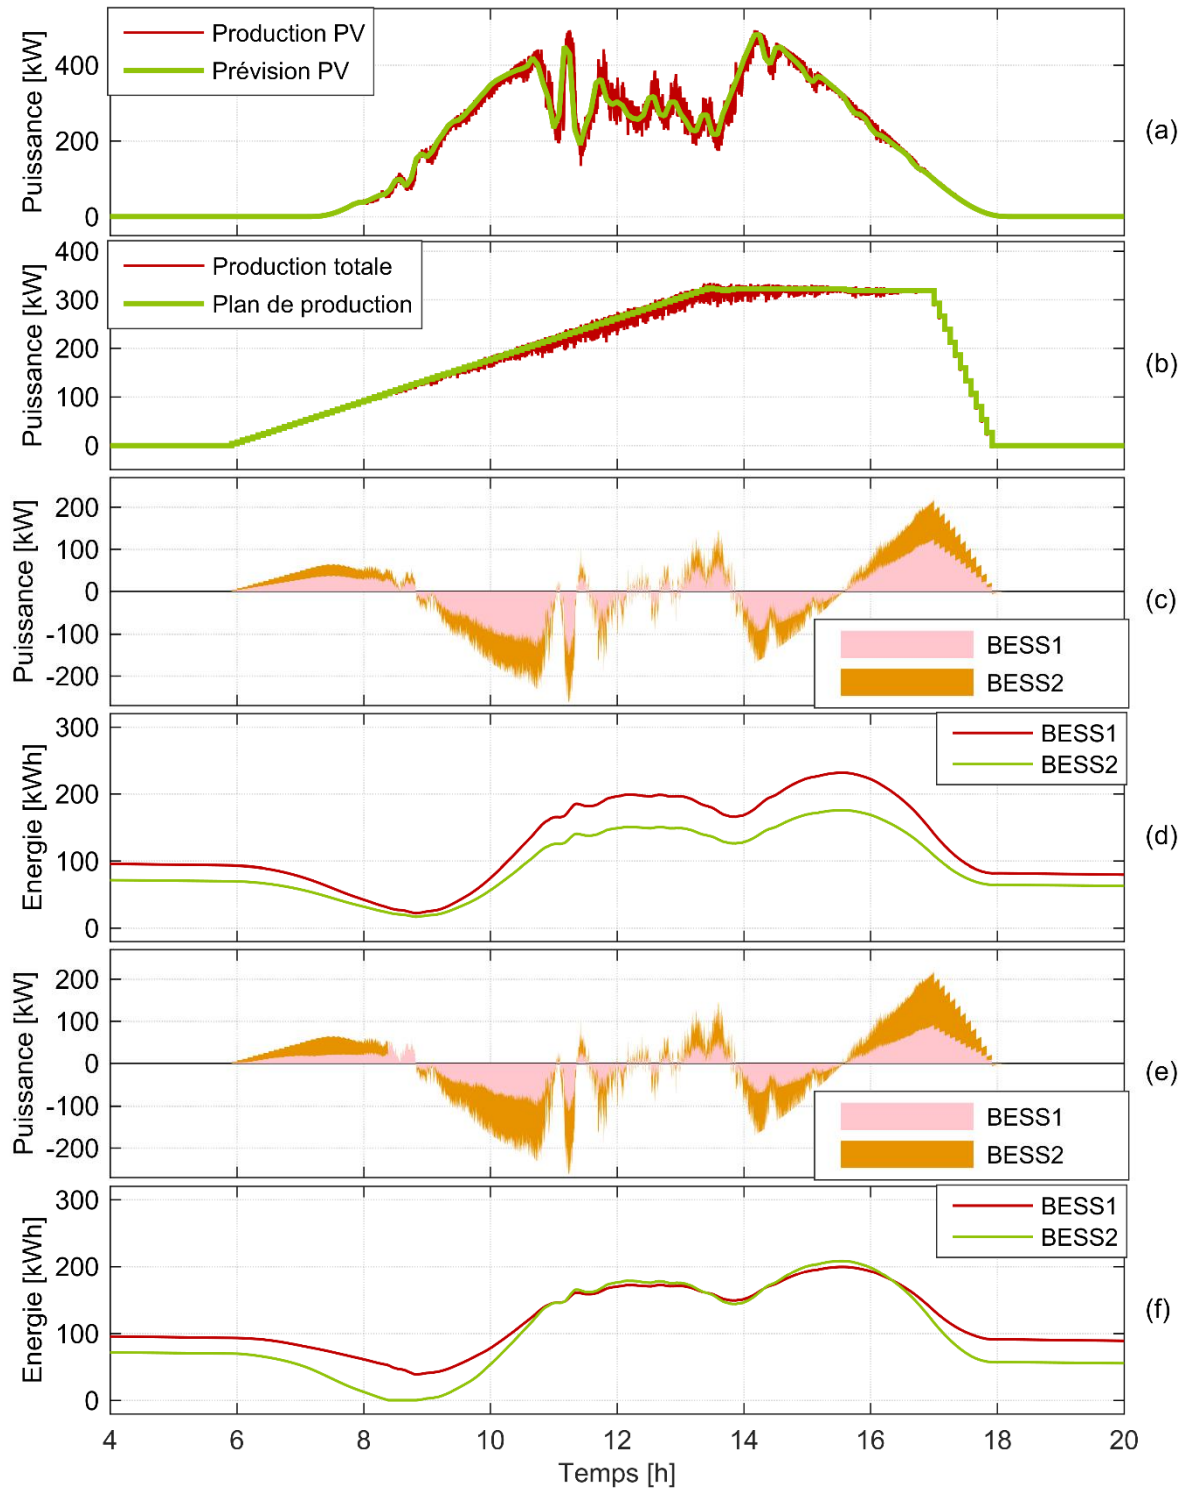 Puissance [kW]
400
200
0
Production PV
Prévision PV
(a)
Puissance [kW]
400
300
200
100
0
Production totale
Plan de production
(b)
Puissance [kW]
200
100
0
-100
-200
BESS1
BESS2
(c)
Energie [kWh]
300
200
100
0
BESS1
BESS2
(d)
Puissance [kW]
200
100
0
-100
-200
BESS1
BESS2
(e)
Energie [kWh]
300
200
100
0
BESS1
BESS2
(f)
4 6 8 10 12 14 16 18 20
Temps [h]